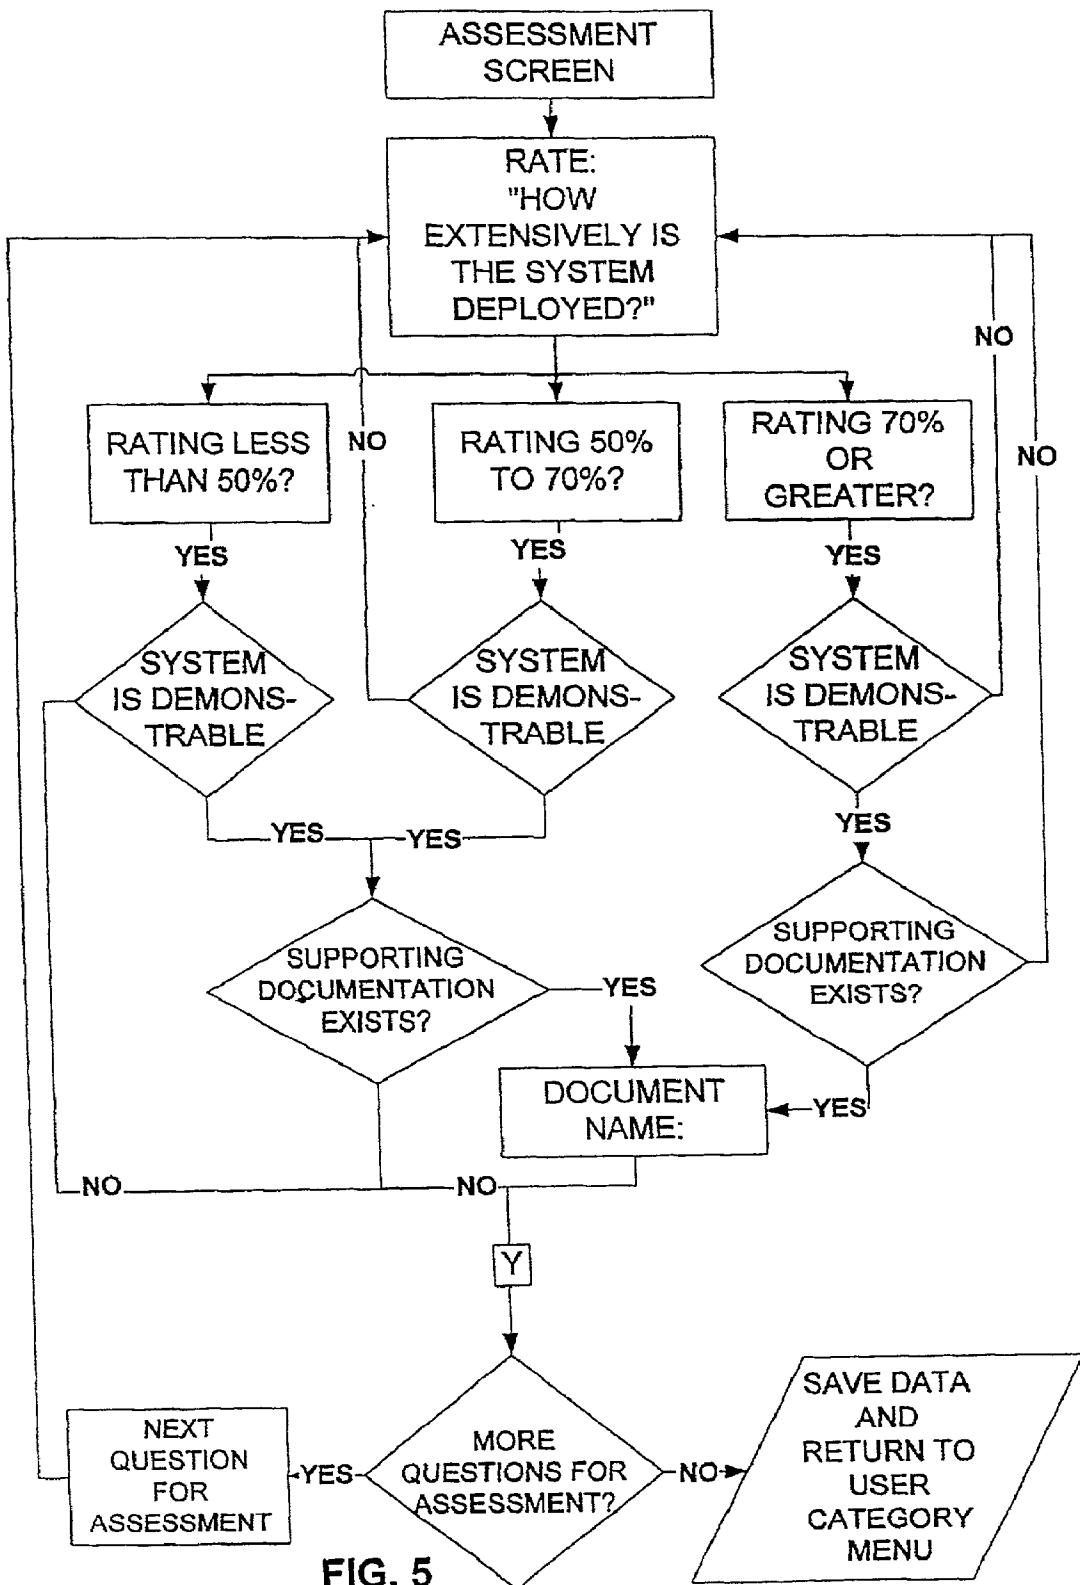 ASSESSMENT
SCREEN
RATE:
"HOW
EXTENSIVELY IS
THE SYSTEM
DEPLOYED?"
NO
RATING LESS
THAN 50%?
NO
RATING 50%
TO 70%?
RATING 70%
OR
GREATER?
NO
YES
YES
YES
SYSTEM
IS DEMONS-
TRABLE
SYSTEM
IS DEMONS-
TRABLE
SYSTEM
IS DEMONS-
TRABLE
YES
YES
YES
SUPPORTING
DOCUMENTATION
EXISTS?
YES
SUPPORTING
DOCUMENTATION
EXISTS?
DOCUMENT
NAME:
YES
NO
NO
Y
NEXT
QUESTION
FOR
ASSESSMENT
YES
MORE
QUESTIONS FOR
ASSESSMENT?
NO
SAVE DATA
AND
RETURN TO
USER
CATEGORY
MENU
FIG. 5